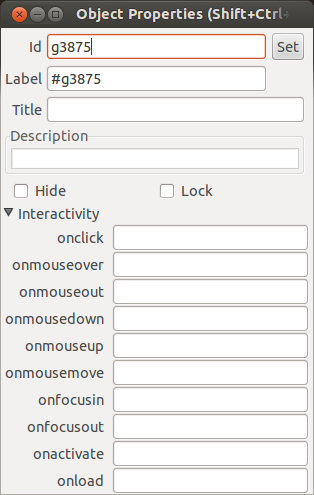 Object Properties (Shift+Ctrl+
Id g3875 Set
Label #g3875
Title
Description
Hide Lock
Interactivity
onclick
onmouseover
onmouseout
onmousedown
onmouseup
onmousemove
onfocusin
onfocusout
onactivate
onload